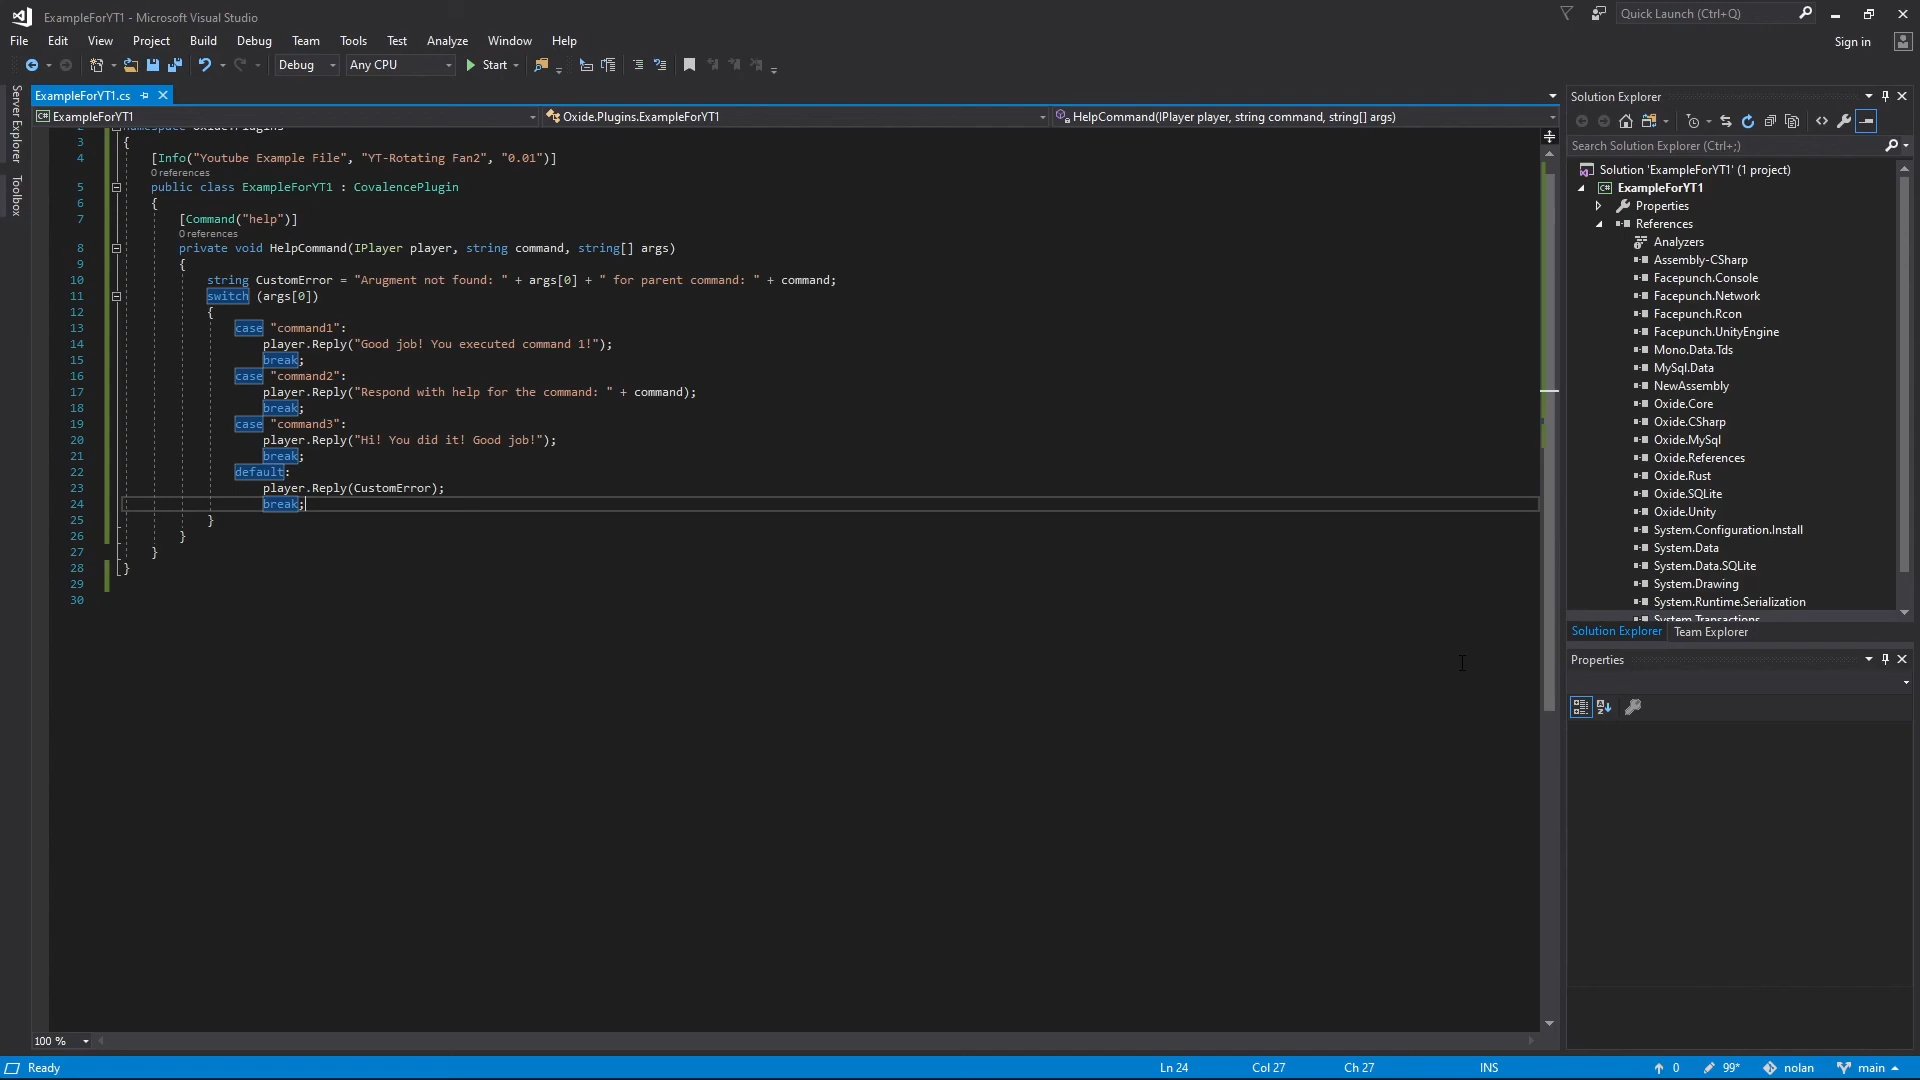 ExampleForYT1 - Microsoft Visual Studio
Quick Launch (Ctrl+Q)
File Edit View Project Build Debug Team Tools Test Analyze Window Help
Sign in
Debug Any CPU Start
Server Explorer
Toolbox
ExampleForYT1.cs
C# ExampleForYT1
Oxide.Plugins.ExampleForYT1
HelpCommand(IPlayer player, string command, string[] args)
2 namespace Oxide.Plugins
3 {
4 [Info("Youtube Example File", "YT-Rotating Fan2", "0.01")]
0 references
5 public class ExampleForYT1 : CovalencePlugin
6 {
7 [Command("help")]
0 references
8 private void HelpCommand(IPlayer player, string command, string[] args)
9 {
10 string CustomError = "Arugment not found: " + args[0] + " for parent command: " + command;
11 switch (args[0])
12 {
13 case "command1":
14 player.Reply("Good job! You executed command 1!");
15 break;
16 case "command2":
17 player.Reply("Respond with help for the command: " + command);
18 break;
19 case "command3":
20 player.Reply("Hi! You did it! Good job!");
21 break;
22 default:
23 player.Reply(CustomError);
24 break;
25 }
26 }
27 }
28 }
29
30
100 %
Solution Explorer
Search Solution Explorer (Ctrl+;)
Solution 'ExampleForYT1' (1 project)
C# ExampleForYT1
Properties
References
Analyzers
Assembly-CSharp
Facepunch.Console
Facepunch.Network
Facepunch.Rcon
Facepunch.UnityEngine
Mono.Data.Tds
MySql.Data
NewAssembly
Oxide.Core
Oxide.CSharp
Oxide.MySql
Oxide.References
Oxide.Rust
Oxide.SQLite
Oxide.Unity
System.Configuration.Install
System.Data
System.Data.SQLite
System.Drawing
System.Runtime.Serialization
System.Transactions
Solution Explorer Team Explorer
Properties
Ready
Ln 24 Col 27 Ch 27 INS
0 99* nolan main